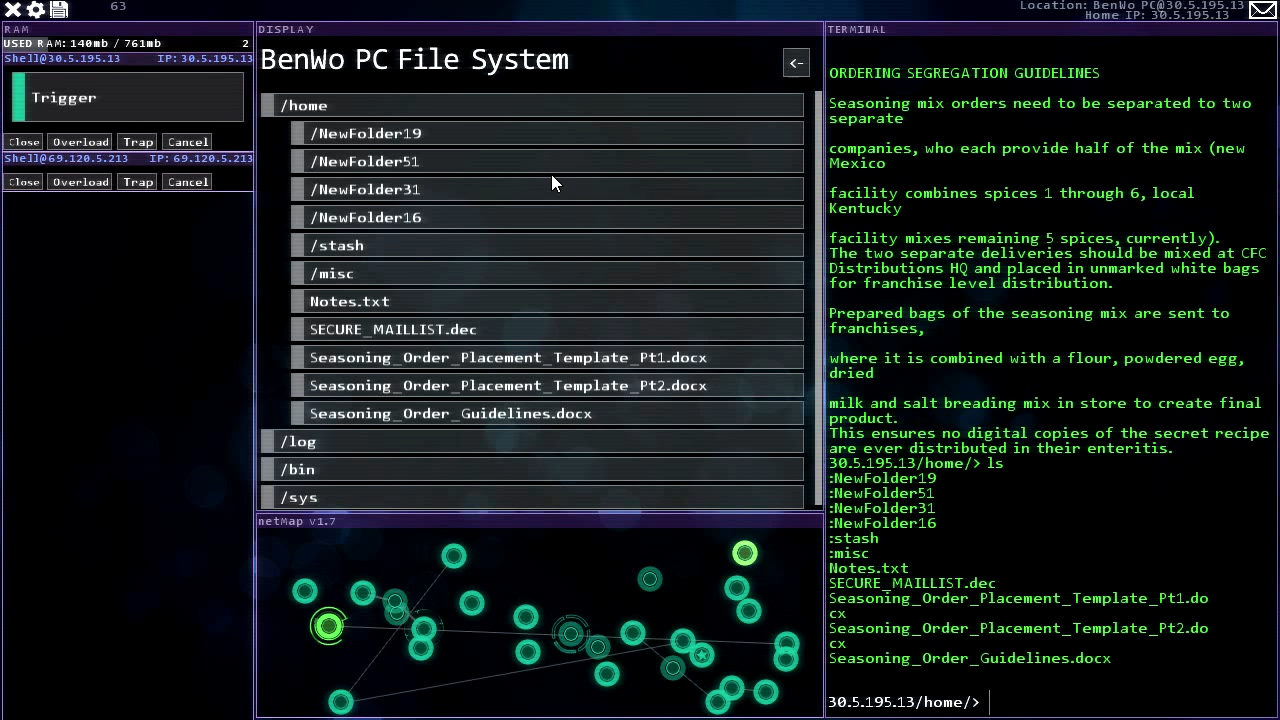 63
Location: BenWo PC@30.5.195.13
Home IP: 30.5.195.13
RAM
USED RAM: 140mb / 761mb 2
Shell@30.5.195.13 IP: 30.5.195.13
Trigger
Close Overload Trap Cancel
Shell@69.120.5.213 IP: 69.120.5.213
Close Overload Trap Cancel
DISPLAY
BenWo PC File System
<-
/home
/NewFolder19
/NewFolder51
/NewFolder31
/NewFolder16
/stash
/misc
Notes.txt
SECURE_MAILLIST.dec
Seasoning_Order_Placement_Template_Pt1.docx
Seasoning_Order_Placement_Template_Pt2.docx
Seasoning_Order_Guidelines.docx
/log
/bin
/sys
netMap v1.7
TERMINAL
ORDERING SEGREGATION GUIDELINES
Seasoning mix orders need to be separated to two
separate
companies, who each provide half of the mix (new
Mexico
facility combines spices 1 through 6, local
Kentucky
facility mixes remaining 5 spices, currently).
The two separate deliveries should be mixed at CFC
Distributions HQ and placed in unmarked white bags
for franchise level distribution.
Prepared bags of the seasoning mix are sent to
franchises,
where it is combined with a flour, powdered egg,
dried
milk and salt breading mix in store to create final
product.
This ensures no digital copies of the secret recipe
are ever distributed in their enteritis.
30.5.195.13/home/> ls
:NewFolder19
:NewFolder51
:NewFolder31
:NewFolder16
:stash
:misc
Notes.txt
SECURE_MAILLIST.dec
Seasoning_Order_Placement_Template_Pt1.do
cx
Seasoning_Order_Placement_Template_Pt2.do
cx
Seasoning_Order_Guidelines.docx
30.5.195.13/home/>